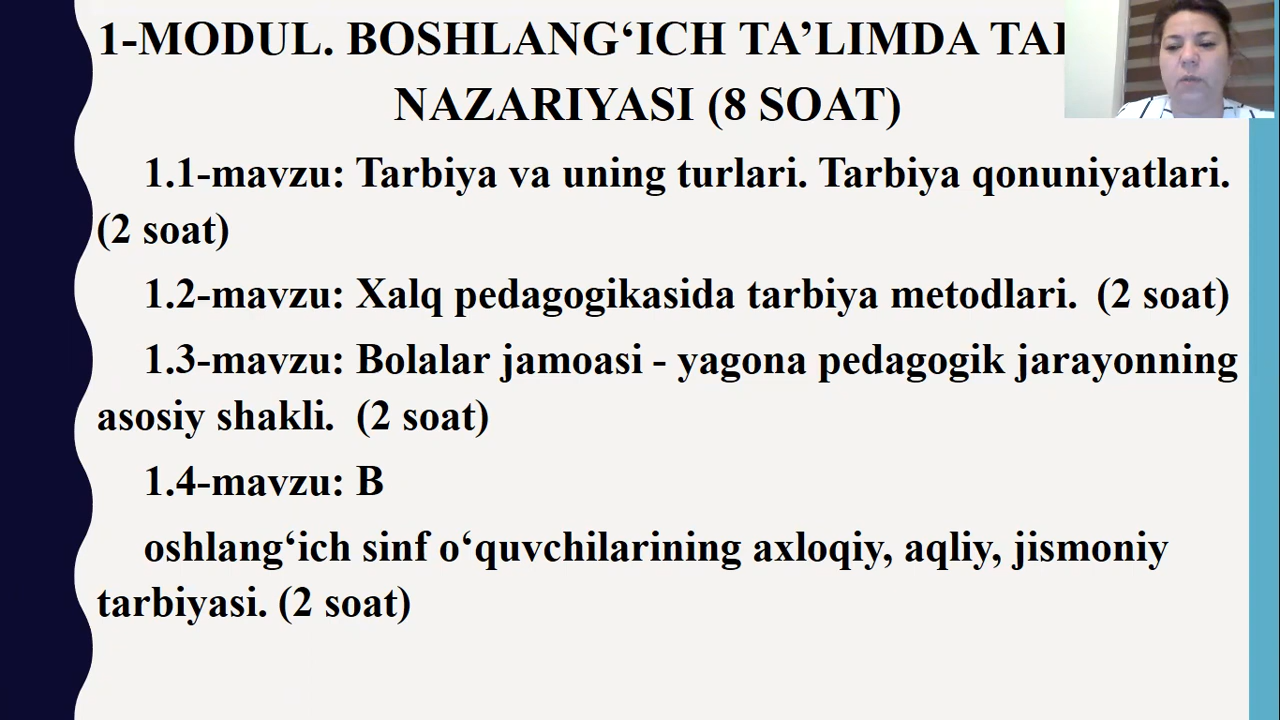 1-MODUL. BOSHLANG‘ICH TA’LIMDA
NAZARIYASI (8 SOAT)
1.1-mavzu: Tarbiya va uning turlari. Tarbiya qonuniyatlari.
(2 soat)
1.2-mavzu: Xalq pedagogikasida tarbiya metodlari. (2 soat)
1.3-mavzu: Bolalar jamoasi - yagona pedagogik jarayonning
asosiy shakli. (2 soat)
1.4-mavzu: B
oshlang‘ich sinf o‘quvchilarining axloqiy, aqliy, jismoniy
tarbiyasi. (2 soat)